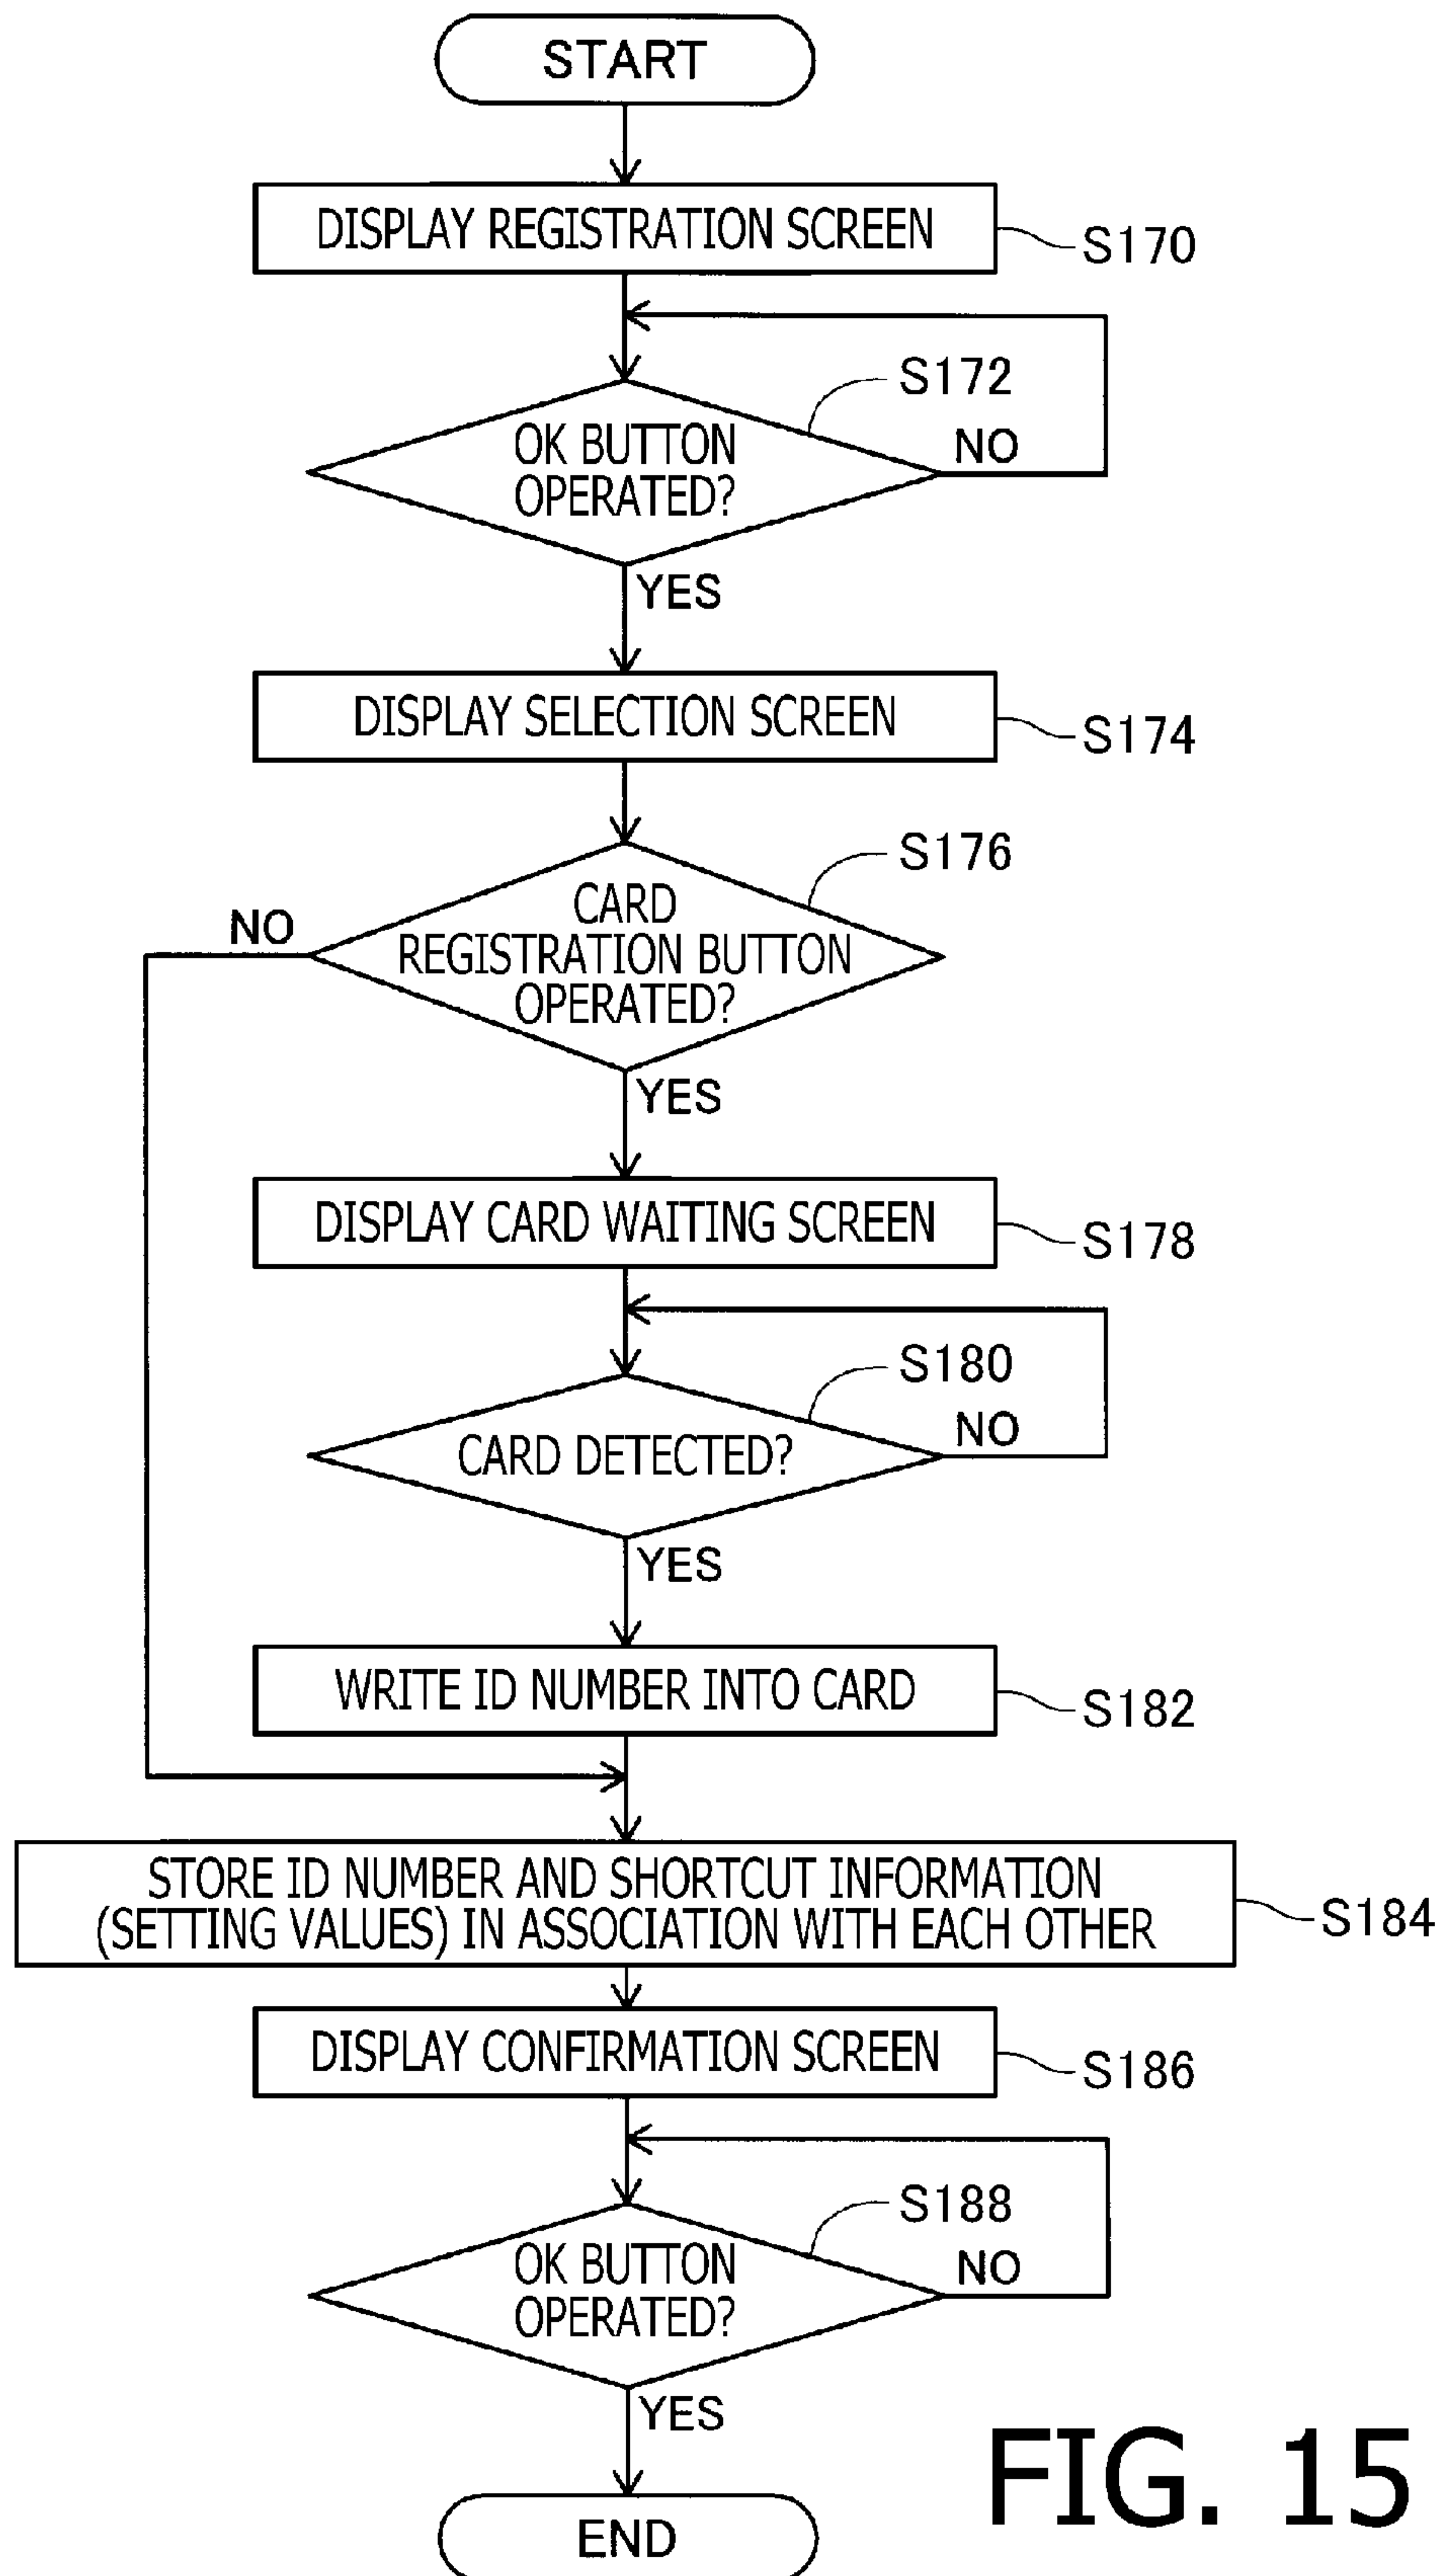 START
DISPLAY REGISTRATION SCREEN
S170
S172
OK BUTTON
OPERATED?
NO
YES
DISPLAY SELECTION SCREEN
S174
S176
CARD
REGISTRATION BUTTON
OPERATED?
NO
YES
DISPLAY CARD WAITING SCREEN
S178
S180
CARD DETECTED?
NO
YES
WRITE ID NUMBER INTO CARD
S182
STORE ID NUMBER AND SHORTCUT INFORMATION
(SETTING VALUES) IN ASSOCIATION WITH EACH OTHER
S184
DISPLAY CONFIRMATION SCREEN
S186
S188
OK BUTTON
OPERATED?
NO
YES
END
FIG. 15